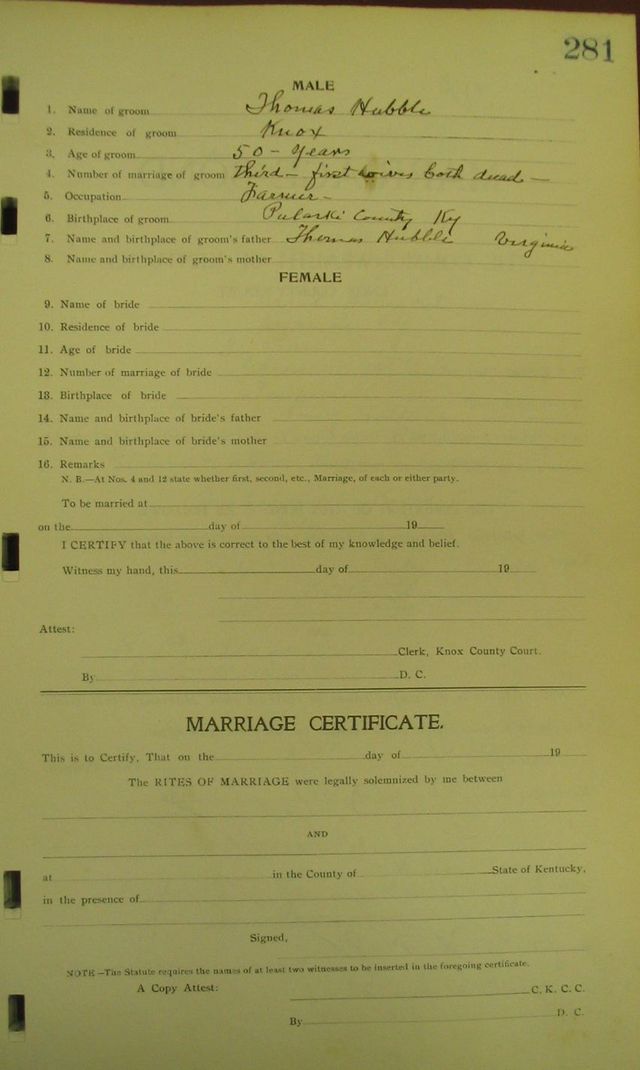 281
MALE
1. Name of groom Thomas Hubble
2. Residence of groom Knox
3. Age of groom 50 - years
4. Number of marriage of groom third - first wives both dead -
5. Occupation Farmer -
6. Birthplace of groom Pulaski County Ky
7. Name and birthplace of groom's father Thomas Hubble Virginia
8. Name and birthplace of groom's mother
FEMALE
9. Name of bride
10. Residence of bride
11. Age of bride
12. Number of marriage of bride
13. Birthplace of bride
14. Name and birthplace of bride's father
15. Name and birthplace of bride's mother
16. Remarks
N. B.—At Nos. 4 and 12 state whether first, second, etc., Marriage, of each or either party.
To be married at
on the day of 19
I CERTIFY that the above is correct to the best of my knowledge and belief.
Witness my hand, this day of 19
Attest:
Clerk, Knox County Court.
By D. C.
MARRIAGE CERTIFICATE.
This is to Certify, That on the day of 19
The RITES OF MARRIAGE were legally solemnized by me between
AND
at in the County of State of Kentucky,
in the presence of
Signed,
NOTE—The Statute requires the names of at least two witnesses to be inserted in the foregoing certificate.
A Copy Attest: C. K. C. C.
By D. C.